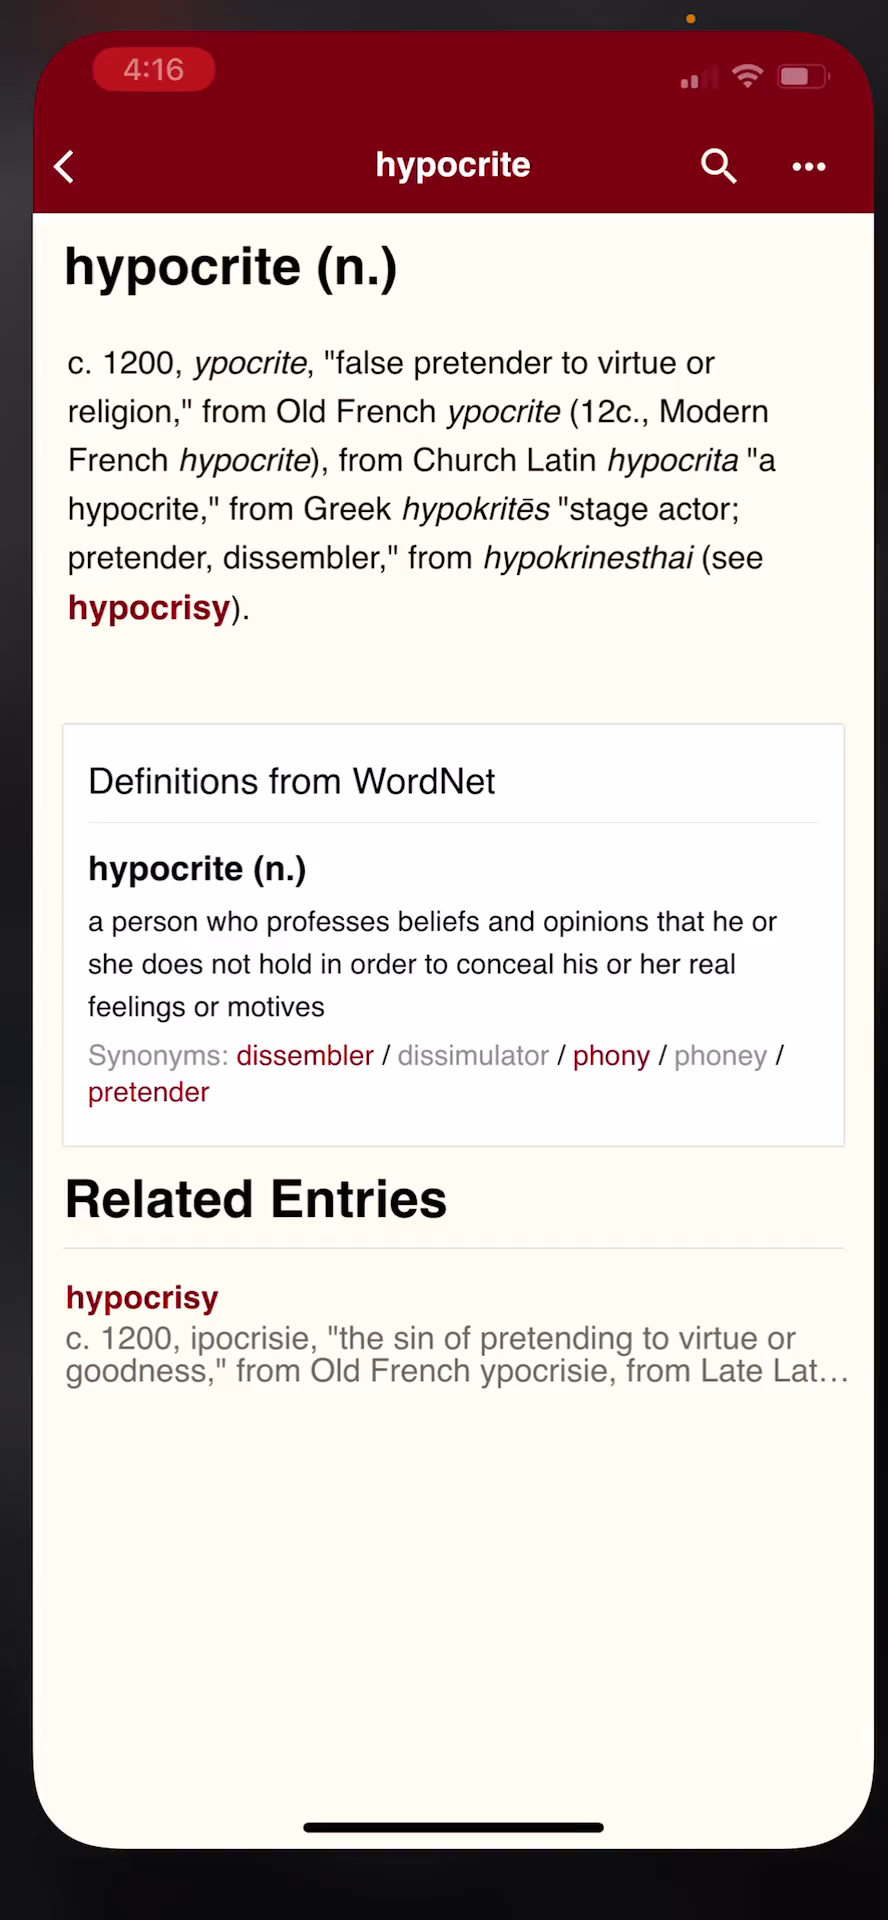 4:16
hypocrite
hypocrite (n.)
c. 1200, ypocrite, "false pretender to virtue or
religion," from Old French ypocrite (12c., Modern
French hypocrite), from Church Latin hypocrita "a
hypocrite," from Greek hypokritēs "stage actor;
pretender, dissembler," from hypokrinesthai (see
hypocrisy).
Definitions from WordNet
hypocrite (n.)
a person who professes beliefs and opinions that he or
she does not hold in order to conceal his or her real
feelings or motives
Synonyms: dissembler / dissimulator / phony / phoney /
pretender
Related Entries
hypocrisy
c. 1200, ipocrisie, "the sin of pretending to virtue or
goodness," from Old French ypocrisie, from Late Lat...